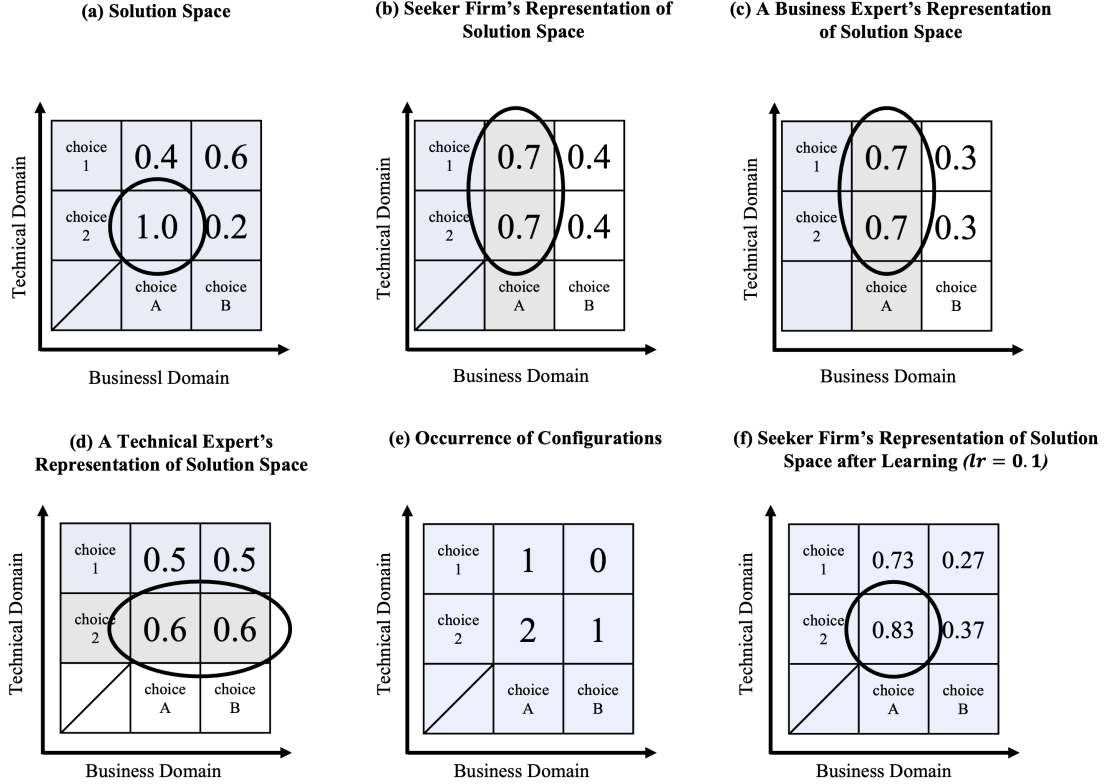 (a) Solution Space
(b) Seeker Firm’s Representation of
Solution Space
(c) A Business Expert’s Representation
of Solution Space
Technical Domain
choice
1
0.4
0.6
choice
2
1.0
0.2
choice
A
choice
B
Businessl Domain
Technical Domain
choice
1
0.7
0.4
choice
2
0.7
0.4
choice
A
choice
B
Business Domain
Technical Domain
choice
1
0.7
0.3
choice
2
0.7
0.3
choice
A
choice
B
Business Domain
(d) A Technical Expert’s
Representation of Solution Space
(e) Occurrence of Configurations
(f) Seeker Firm’s Representation of Solution
Space after Learning (lr = 0.1)
Technical Domain
choice
1
0.5
0.5
choice
2
0.6
0.6
choice
A
choice
B
Business Domain
Technical Domain
choice
1
1
0
choice
2
2
1
choice
A
choice
B
Business Domain
Technical Domain
choice
1
0.73
0.27
choice
2
0.83
0.37
choice
A
choice
B
Business Domain